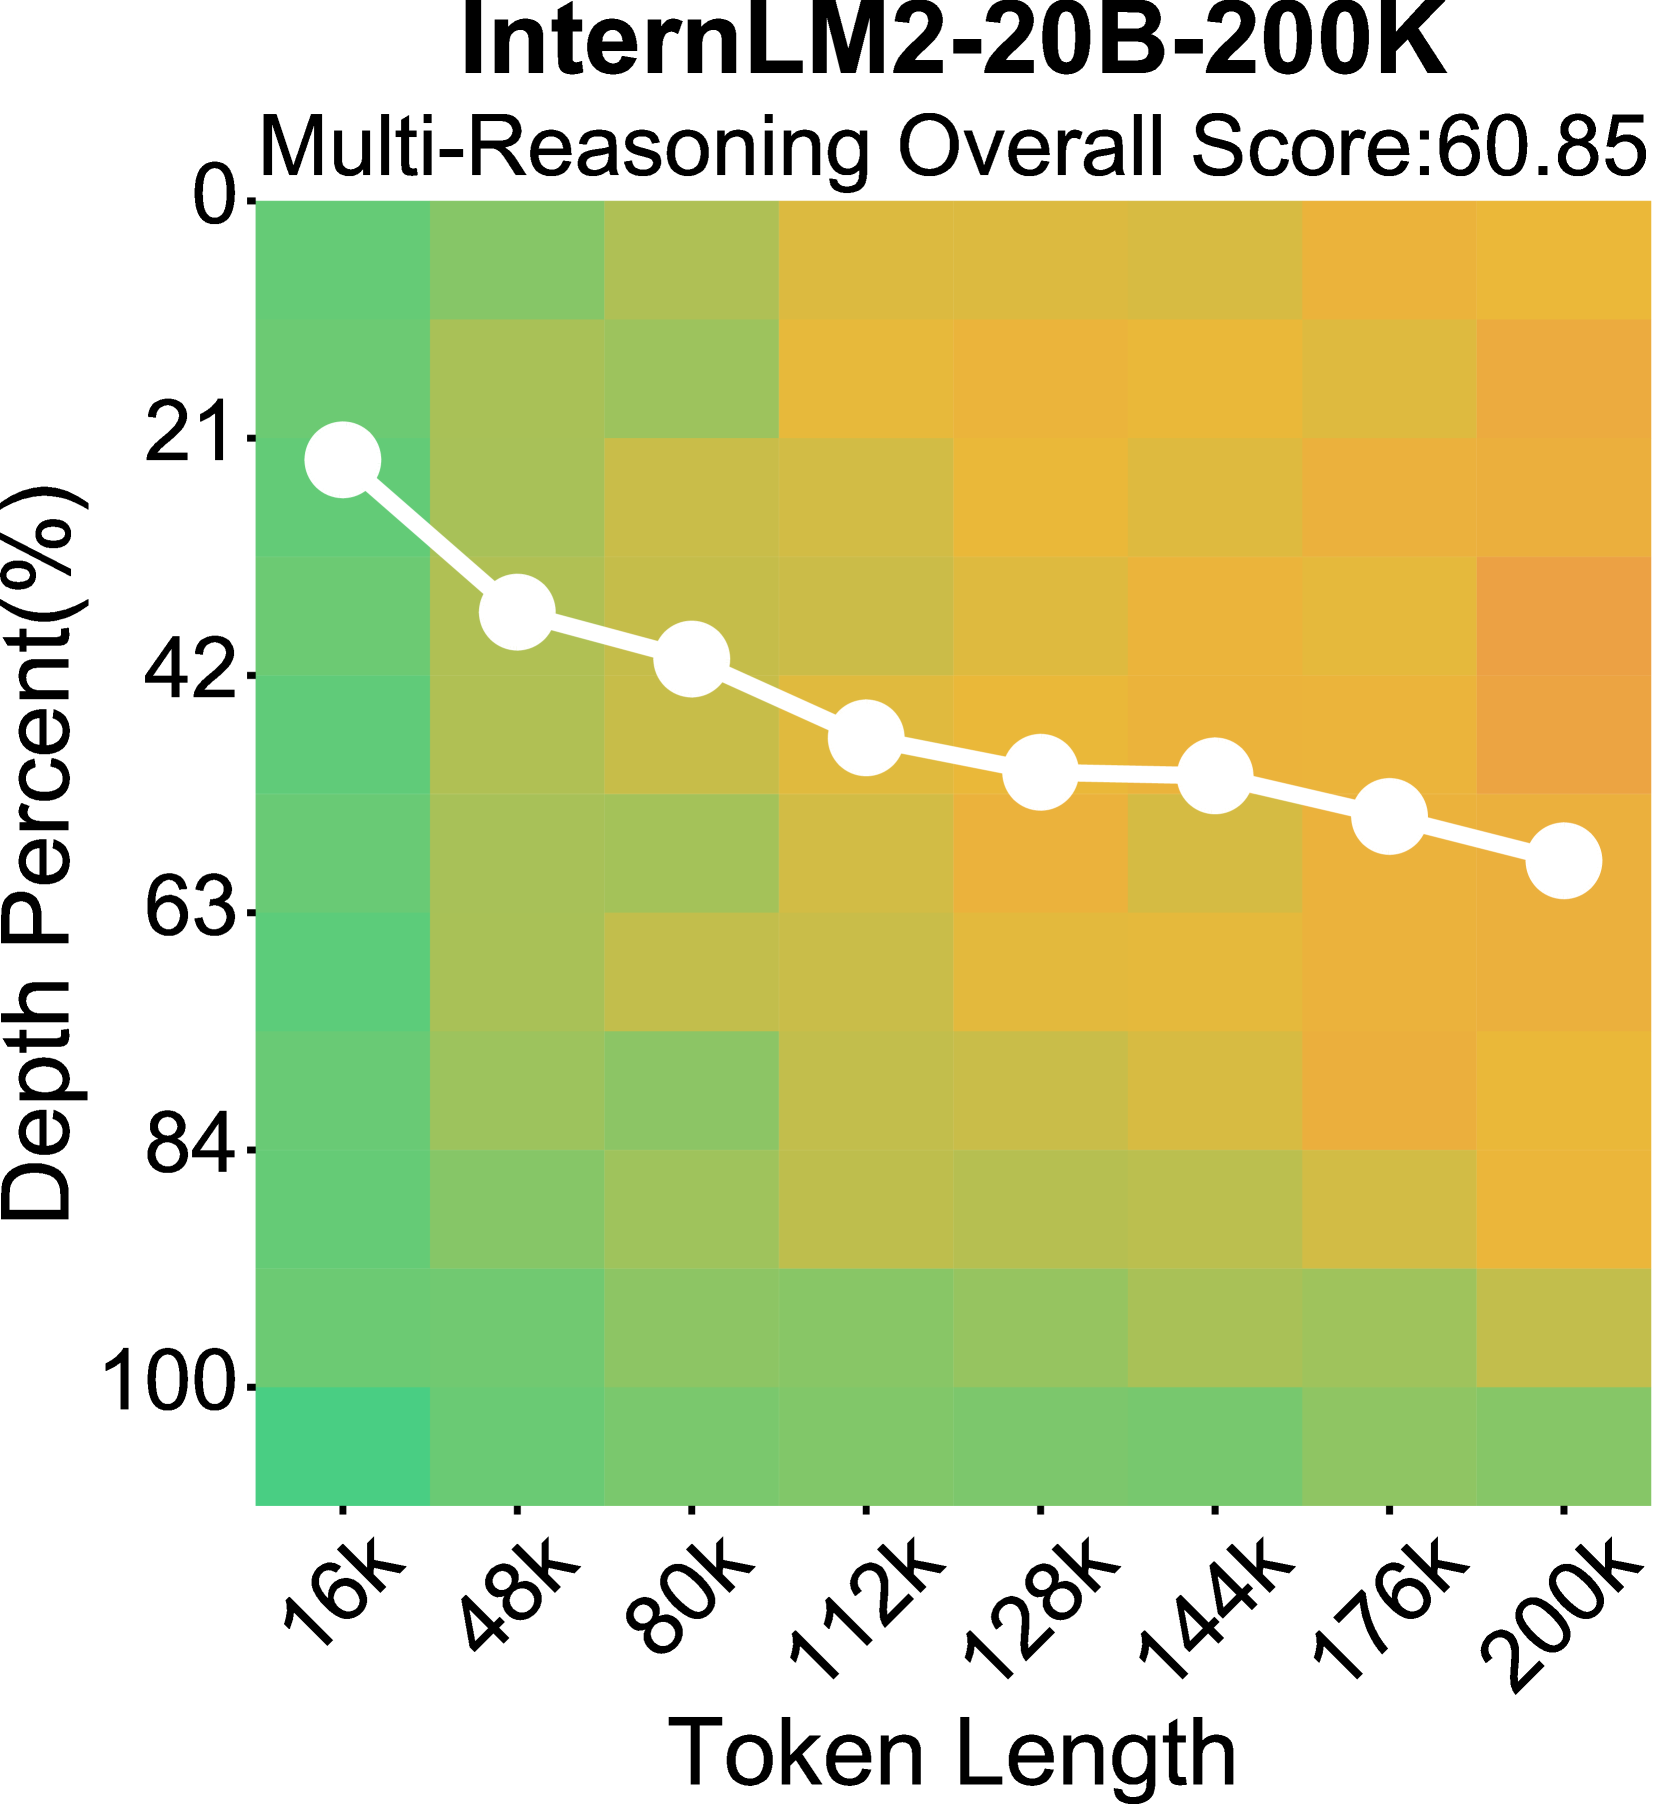 InternLM2-20B-200K
Multi-Reasoning Overall Score:60.85
Depth Percent(%)
0
21
42
63
84
100
16k 48k 80k 112k 128k 144k 176k 200k
Token Length